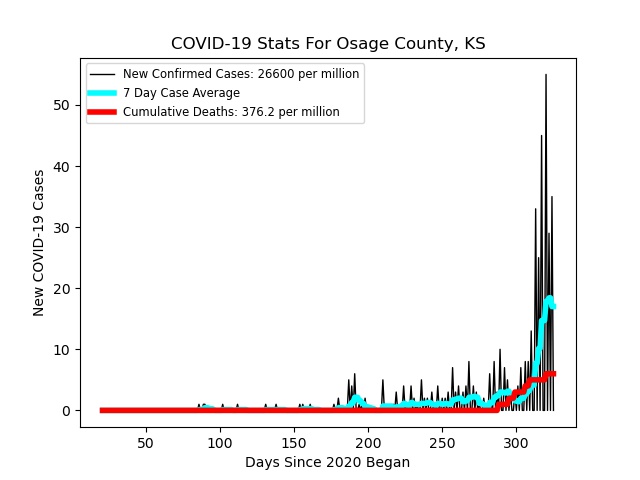 COVID-19 Stats For Osage County, KS
New Confirmed Cases: 26600 per million
7 Day Case Average
Cumulative Deaths: 376.2 per million
New COVID-19 Cases
50
40
30
20
10
0
50 100 150 200 250 300
Days Since 2020 Began